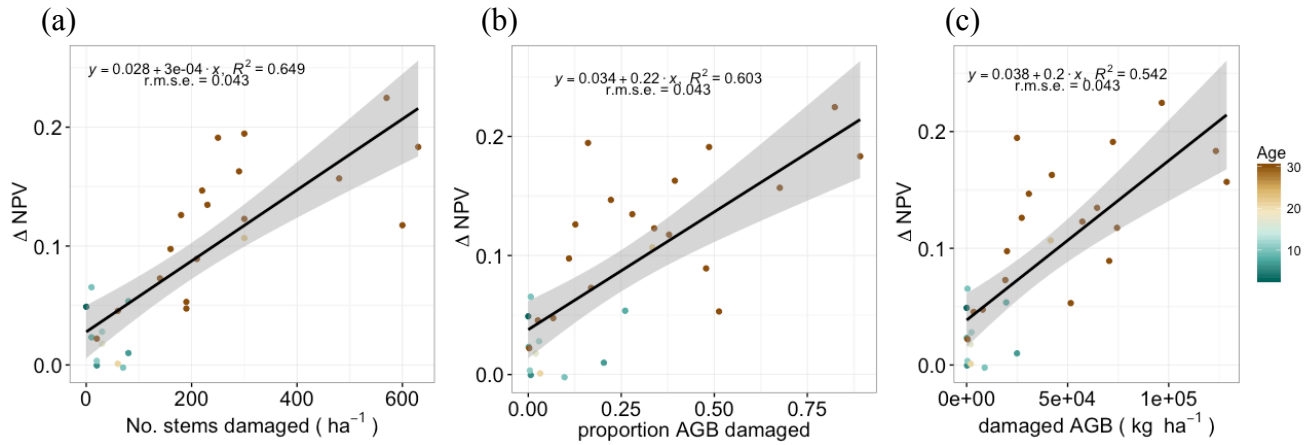 (a)
y = 0.028 + 3e-04 · x, R² = 0.649
r.m.s.e. = 0.043
Δ NPV
0.2
0.1
0.0
0
200
400
600
No. stems damaged ( ha⁻¹ )
(b)
y = 0.034 + 0.22 · x, R² = 0.603
r.m.s.e. = 0.043
Δ NPV
0.2
0.1
0.0
0.00
0.25
0.50
0.75
proportion AGB damaged
(c)
y = 0.038 + 0.2 · x, R² = 0.542
r.m.s.e. = 0.043
Δ NPV
0.2
0.1
0.0
0e+00
5e+04
1e+05
damaged AGB ( kg ha⁻¹ )
Age
30
20
10